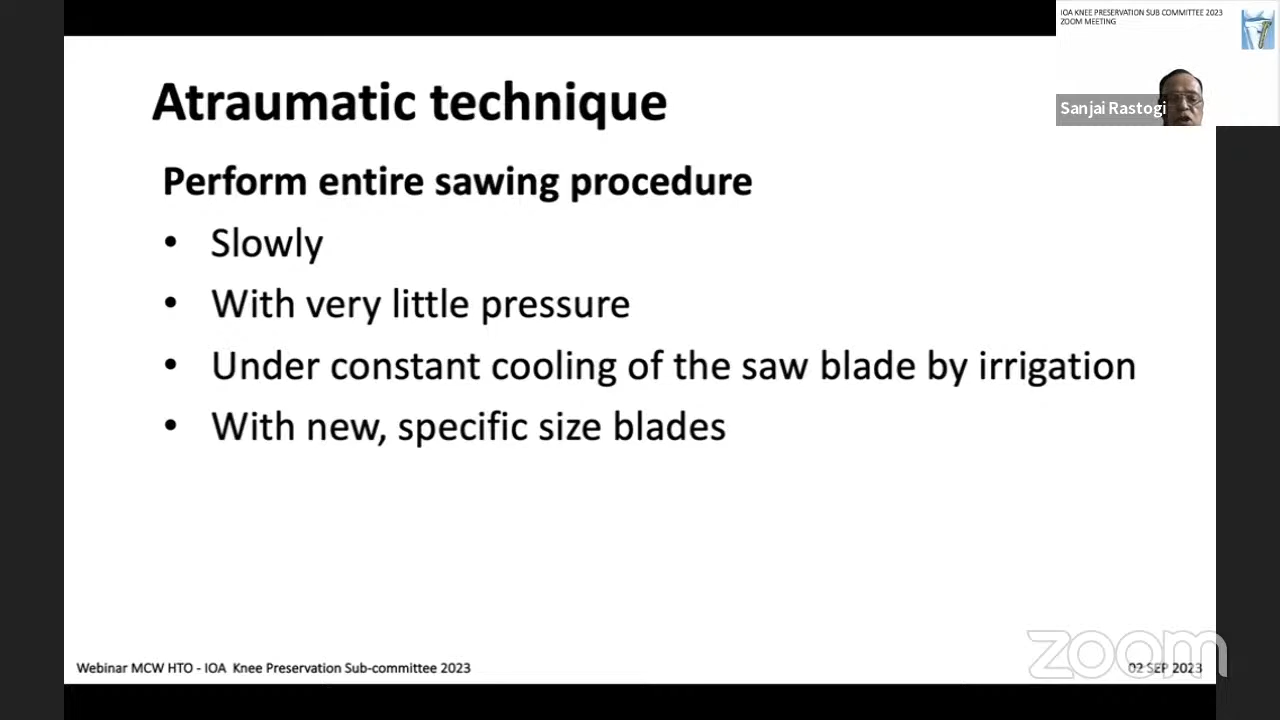 IOA KNEE PRESERVATION SUB COMMITTEE 2023
ZOOM MEETING
Sanjai Rastogi
Atraumatic technique
Perform entire sawing procedure
• Slowly
• With very little pressure
• Under constant cooling of the saw blade by irrigation
• With new, specific size blades
Webinar MCW HTO - IOA Knee Preservation Sub-committee 2023
02 SEP 2023
zoom